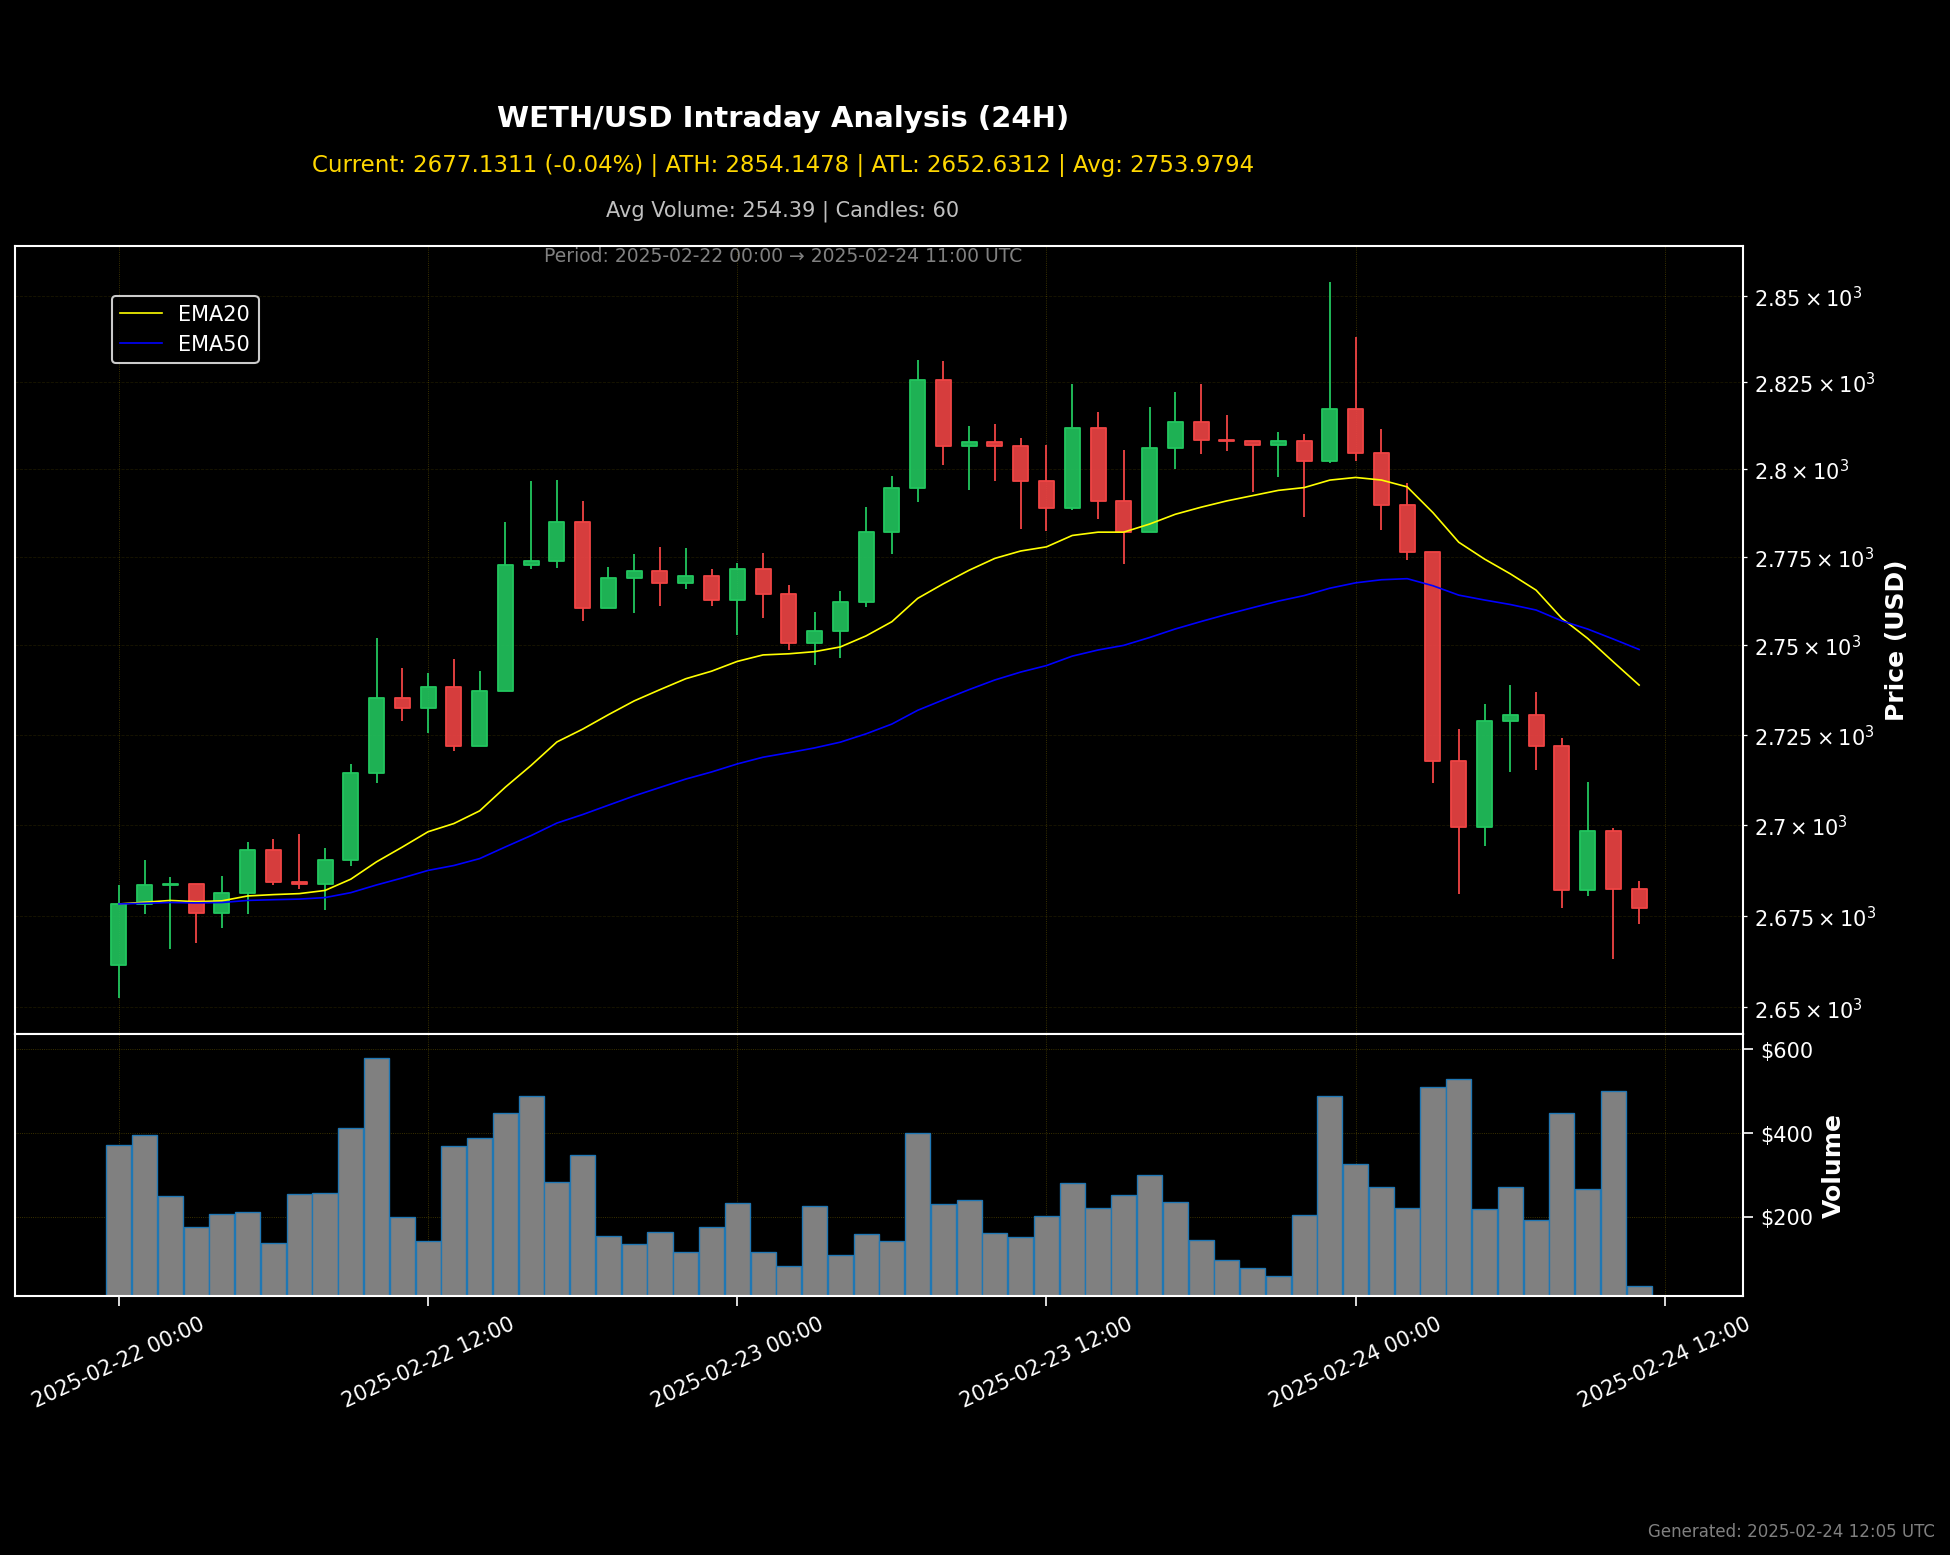 WETH/USD Intraday Analysis (24H)
Current: 2677.1311 (-0.04%) | ATH: 2854.1478 | ATL: 2652.6312 | Avg: 2753.9794
Avg Volume: 254.39 | Candles: 60
Period: 2025-02-22 00:00 → 2025-02-24 11:00 UTC
EMA20
EMA50
2.85 × 10³
2.825 × 10³
2.8 × 10³
2.775 × 10³
2.75 × 10³
2.725 × 10³
2.7 × 10³
2.675 × 10³
2.65 × 10³
Price (USD)
$600
$400
$200
Volume
2025-02-22 00:00
2025-02-22 12:00
2025-02-23 00:00
2025-02-23 12:00
2025-02-24 00:00
2025-02-24 12:00
Generated: 2025-02-24 12:05 UTC